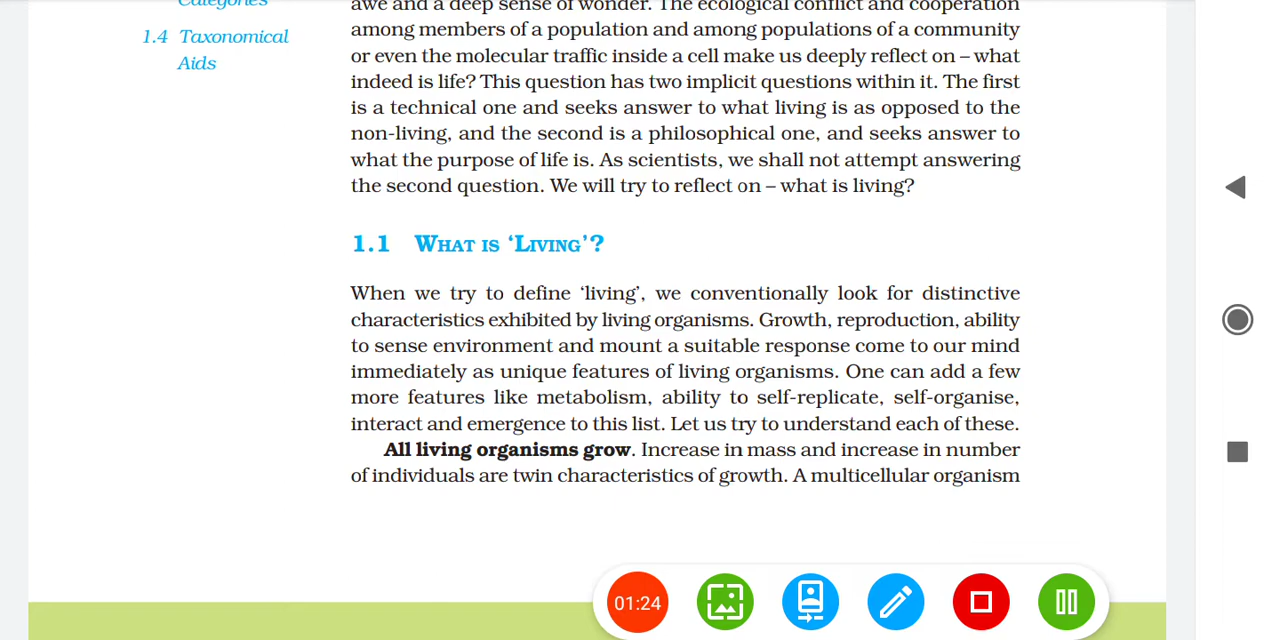 Categories
1.4 Taxonomical
Aids
awe and a deep sense of wonder. The ecological conflict and cooperation
among members of a population and among populations of a community
or even the molecular traffic inside a cell make us deeply reflect on – what
indeed is life? This question has two implicit questions within it. The first
is a technical one and seeks answer to what living is as opposed to the
non-living, and the second is a philosophical one, and seeks answer to
what the purpose of life is. As scientists, we shall not attempt answering
the second question. We will try to reflect on – what is living?
1.1 What is ‘Living’?
When we try to define ‘living’, we conventionally look for distinctive
characteristics exhibited by living organisms. Growth, reproduction, ability
to sense environment and mount a suitable response come to our mind
immediately as unique features of living organisms. One can add a few
more features like metabolism, ability to self-replicate, self-organise,
interact and emergence to this list. Let us try to understand each of these.
All living organisms grow. Increase in mass and increase in number
of individuals are twin characteristics of growth. A multicellular organism
01:24